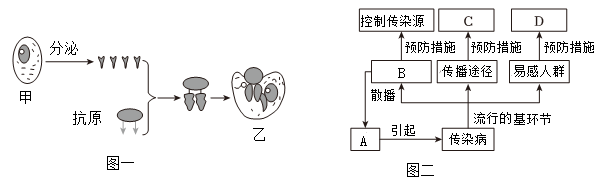 分泌
甲
抗原
乙
图一
控制传染源
C
D
预防措施
预防措施
预防措施
B
传播途径
易感人群
散播
流行的基环节
A
引起
传染病
图二